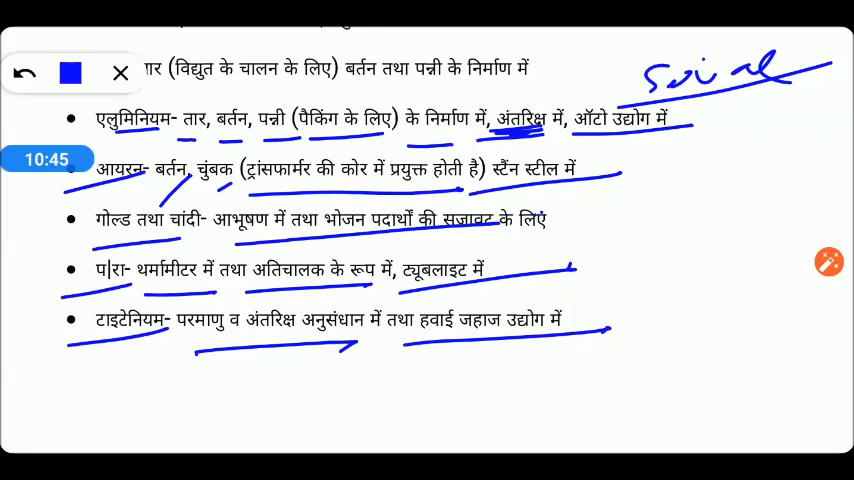 गार (विद्युत के चालन के लिए) बर्तन तथा पन्नी के निर्माण में
एलुमिनियम- तार, बर्तन, पन्नी (पैकिंग के लिए) के निर्माण में, अंतरिक्ष में, ऑटो उद्योग में
10:45
आयरन- बर्तन, चुंबक (ट्रांसफार्मर की कोर में प्रयुक्त होती है) स्टैंन स्टील में
गोल्ड तथा चांदी- आभूषण में तथा भोजन पदार्थों की सजावट के लिए
प|रा- थर्मामीटर में तथा अतिचालक के रूप में, ट्यूबलाइट में
टाइटेनियम- परमाणु व अंतरिक्ष अनुसंधान में तथा हवाई जहाज उद्योग में